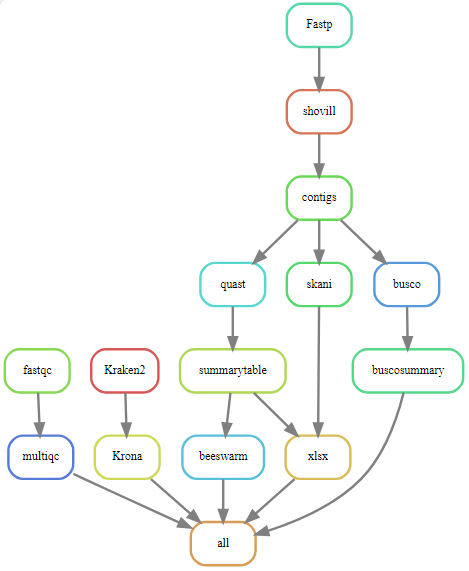 Fastp
shovill
contigs
quast
skani
busco
fastqc
Kraken2
summarytable
buscosummary
multiqc
Krona
beeswarm
xlsx
all